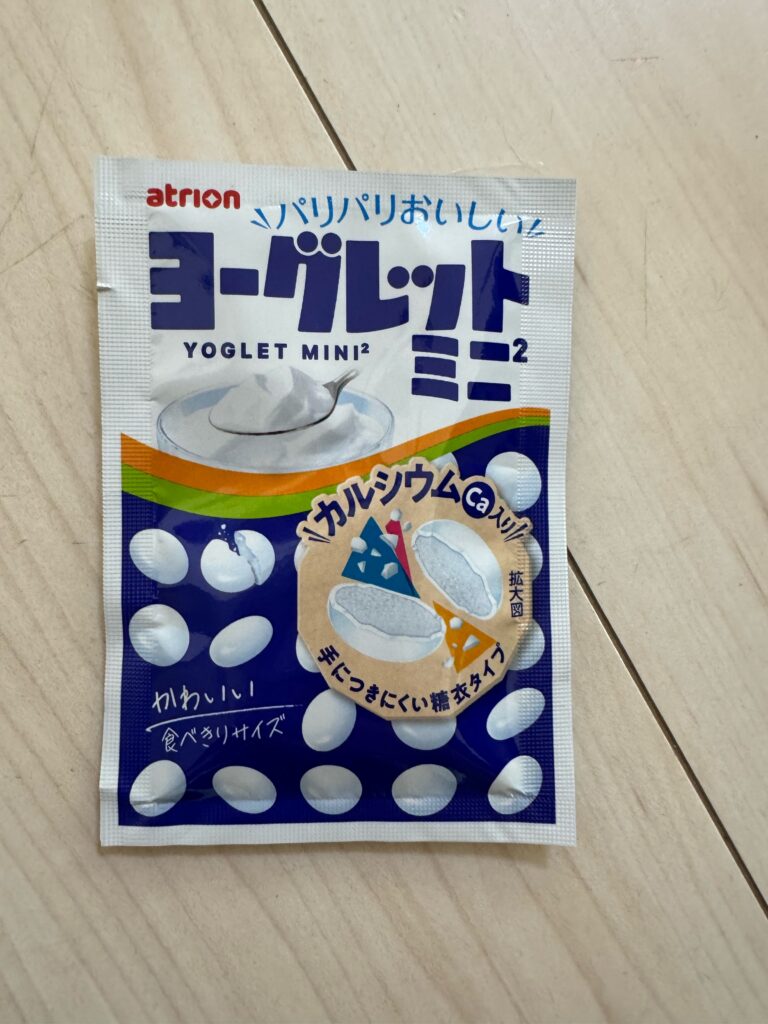 atrion
パリパリおいしい
ヨーグレット
YOGLET MINI²
ミニ²
カルシウムCa入り
拡大図
手につきにくい糖衣タイプ
かわいい
食べきりサイズ